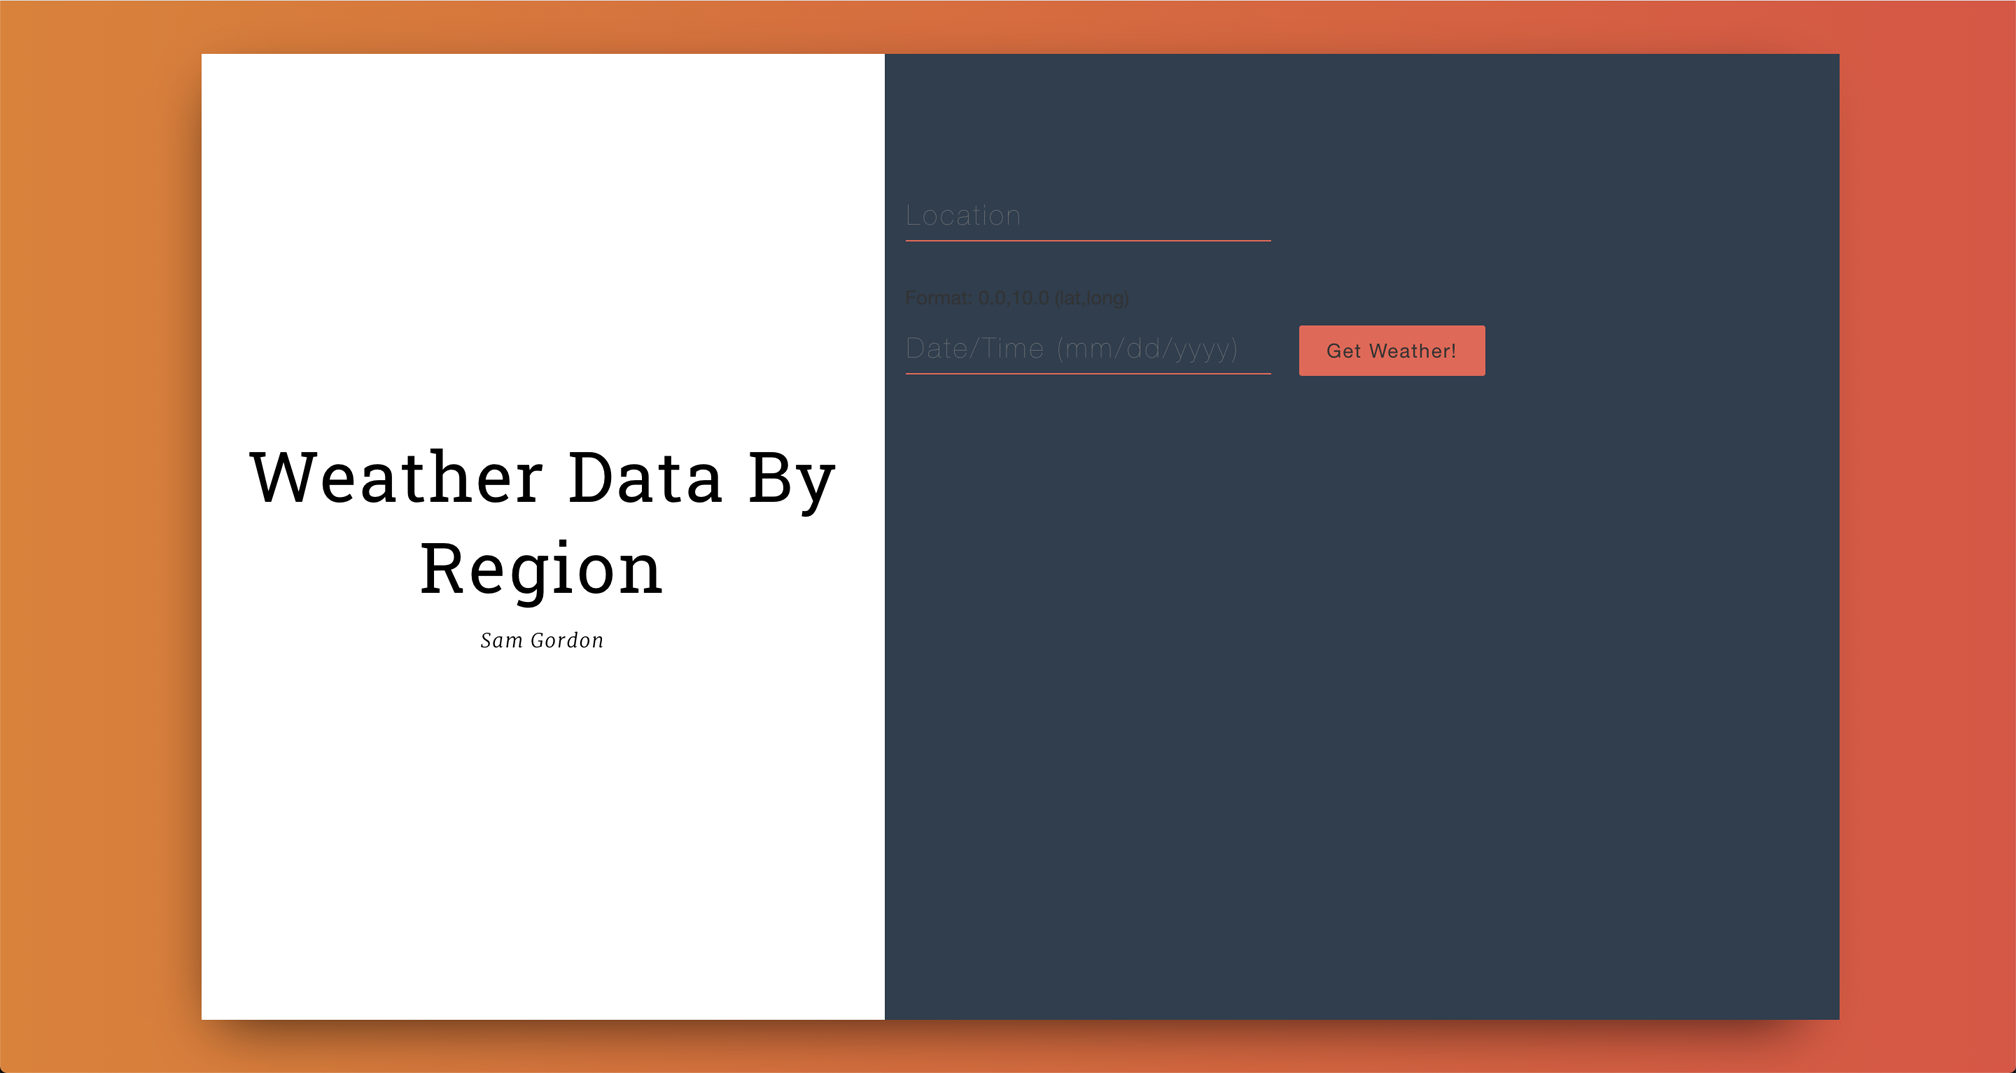 Weather Data By
Region
Sam Gordon
Location
Format: 0.0,10.0 (lat,long)
Date/Time (mm/dd/yyyy)
Get Weather!